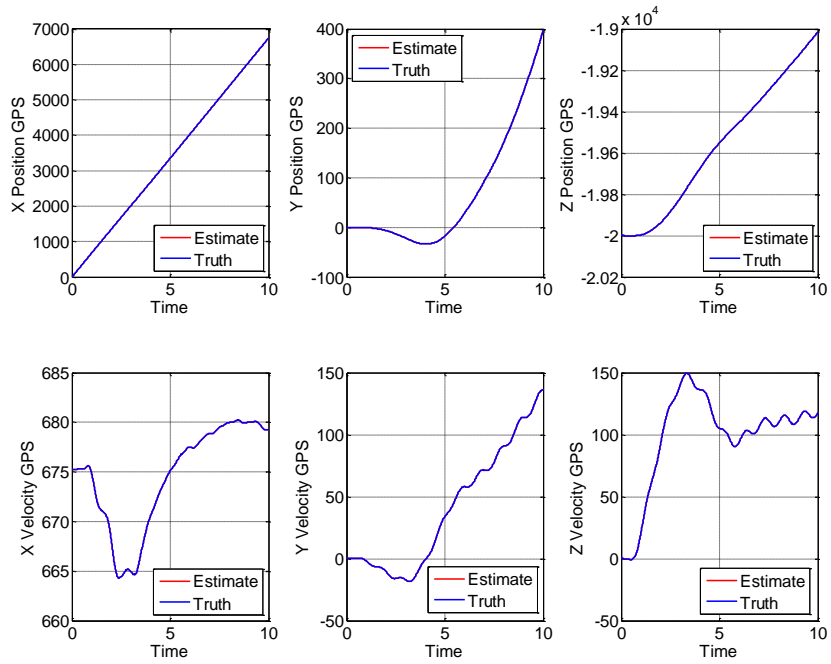 7000
6000
5000
4000
3000
2000
1000
0
0 5 10
X Position GPS
Time
Estimate
Truth
400
300
200
100
0
-100
0 5 10
Y Position GPS
Time
Estimate
Truth
x 10^4
-1.9
-1.92
-1.94
-1.96
-1.98
-2
-2.02
0 5 10
Z Position GPS
Time
Estimate
Truth
685
680
675
670
665
660
0 5 10
X Velocity GPS
Time
Estimate
Truth
150
100
50
0
-50
0 5 10
Y Velocity GPS
Time
Estimate
Truth
150
100
50
0
-50
0 5 10
Z Velocity GPS
Time
Estimate
Truth